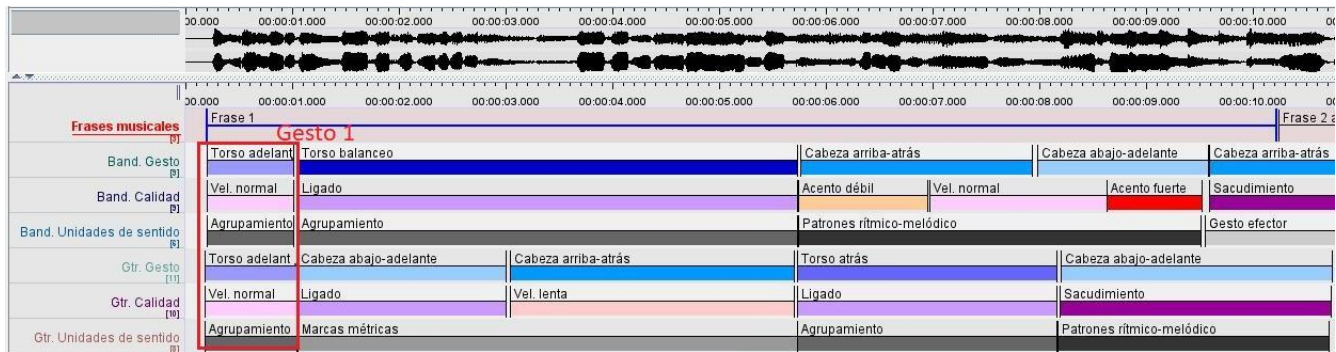 00.000 00:00:01.000 00:00:02.000 00:00:03.000 00:00:04.000 00:00:05.000 00:00:06.000 00:00:07.000 00:00:08.000 00:00:09.000 00:00:10.000
00.000 00:00:01.000 00:00:02.000 00:00:03.000 00:00:04.000 00:00:05.000 00:00:06.000 00:00:07.000 00:00:08.000 00:00:09.000 00:00:10.000
Frases musicales Frase 1 Frase 2 a
[9]
Gesto 1
Band. Gesto Torso adelant Torso balanceo Cabeza arriba-atrás Cabeza abajo-adelante Cabeza arriba-atrás
[9]
Band. Calidad Vel. normal Ligado Acento débil Vel. normal Acento fuerte Sacudimiento
[9]
Band. Unidades de sentido Agrupamiento Agrupamiento Patrones rítmico-melódico Gesto efector
[6]
Gtr. Gesto Torso adelant Cabeza abajo-adelante Cabeza arriba-atrás Torso atrás Cabeza abajo-adelante
[11]
Gtr. Calidad Vel. normal Ligado Vel. lenta Ligado Sacudimiento
[10]
Gtr. Unidades de sentido Agrupamiento Marcas métricas Agrupamiento Patrones rítmico-melódico